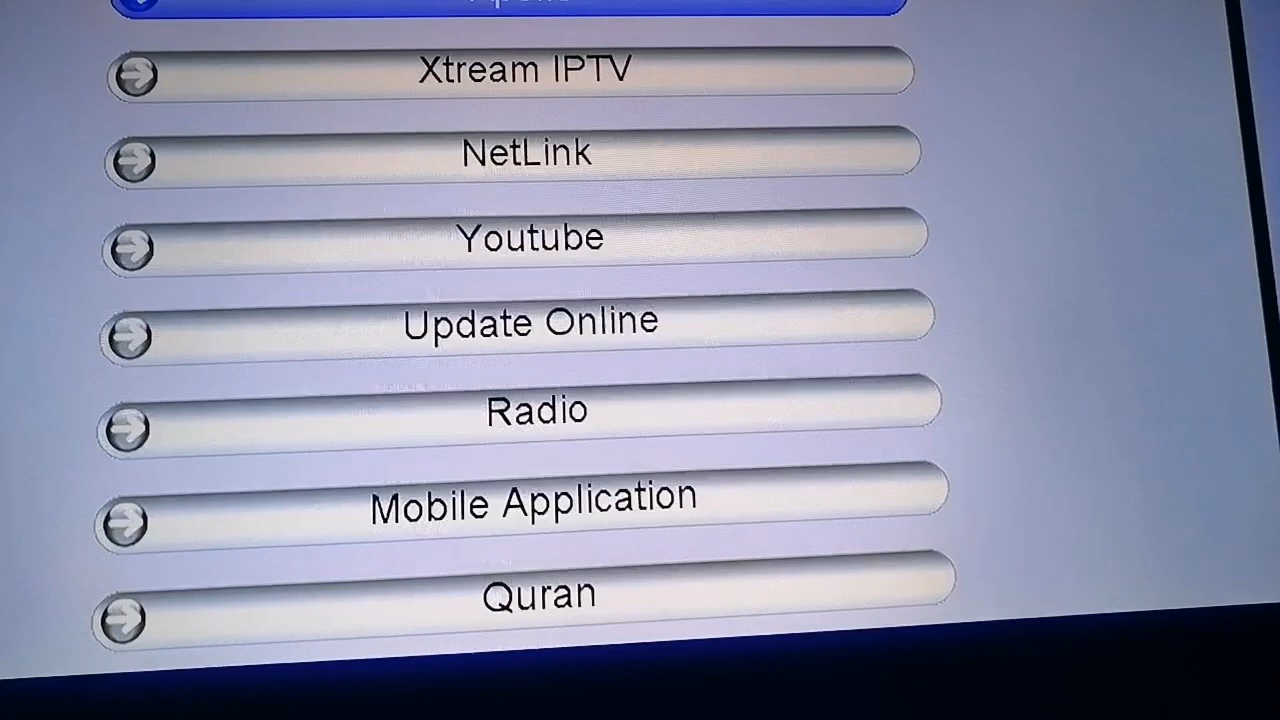 Xtream IPTV
NetLink
Youtube
Update Online
Radio
Mobile Application
Quran